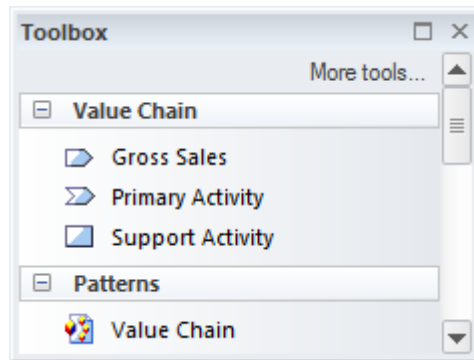 Toolbox
More tools...
Value Chain
Gross Sales
Primary Activity
Support Activity
Patterns
Value Chain